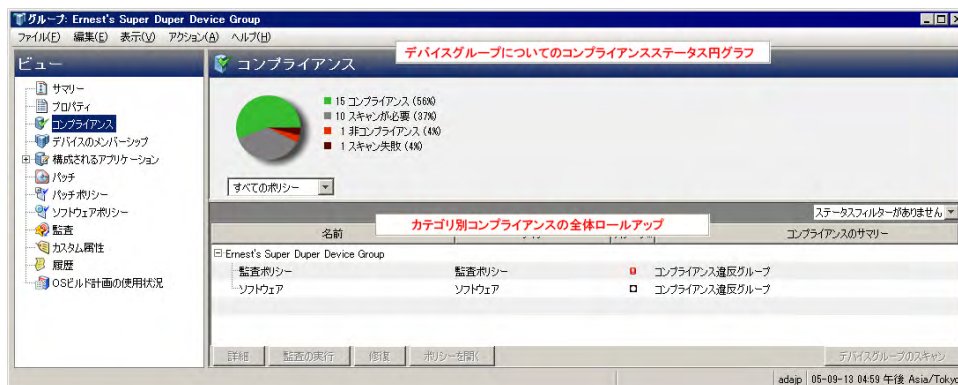 グループ: Ernest's Super Duper Device Group
ファイル(F) 編集(E) 表示(V) アクション(A) ヘルプ(H)
デバイスグループについてのコンプライアンスステータス円グラフ
ビュー
サマリー
プロパティ
コンプライアンス
デバイスのメンバーシップ
構成されるアプリケーション
パッチ
パッチポリシー
ソフトウェアポリシー
監査
カスタム属性
履歴
OSビルド計画の使用状況
コンプライアンス
15 コンプライアンス (56%)
10 スキャンが必要 (37%)
1 非コンプライアンス (4%)
1 スキャン失敗 (4%)
すべてのポリシー
ステータスフィルターがありません
カテゴリ別コンプライアンスの全体ロールアップ
名前 コンプライアンスのサマリー
Ernest's Super Duper Device Group
監査ポリシー 監査ポリシー コンプライアンス違反グループ
ソフトウェア ソフトウェア コンプライアンス違反グループ
詳細 監査の実行 修復 ポリシーを開く デバイスグループのスキャン
adajp 05-09-13 04:59 午後 Asia/Tokyo